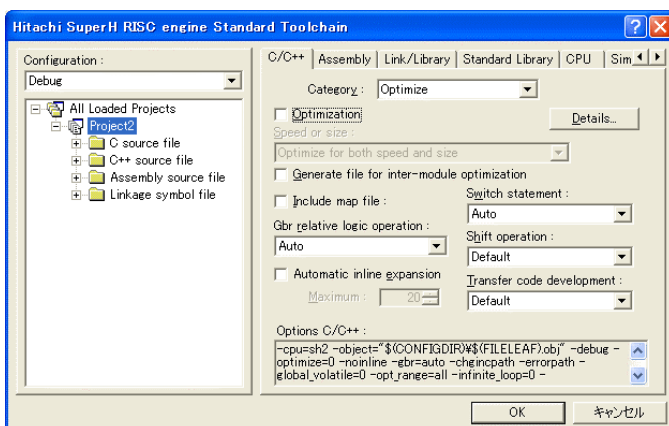 Hitachi SuperH RISC engine Standard Toolchain
Configuration :
Debug
All Loaded Projects
Project2
C source file
C++ source file
Assembly source file
Linkage symbol file
C/C++ Assembly Link/Library Standard Library CPU Sim
Category : Optimize
Optimization
Details...
Speed or size :
Optimize for both speed and size
Generate file for inter-module optimization
Include map file :
Switch statement :
Auto
Gbr relative logic operation :
Auto
Shift operation :
Default
Automatic inline expansion
Maximum : 20
Transfer code development :
Default
Options C/C++ :
-cpu=sh2 -object="$(CONFIGDIR)¥$(FILELEAF).obj" -debug -
optimize=0 -noinline -gbr=auto -chgincpath -errorpath -
global_volatile=0 -opt_range=all -infinite_loop=0 -
OK キャンセル